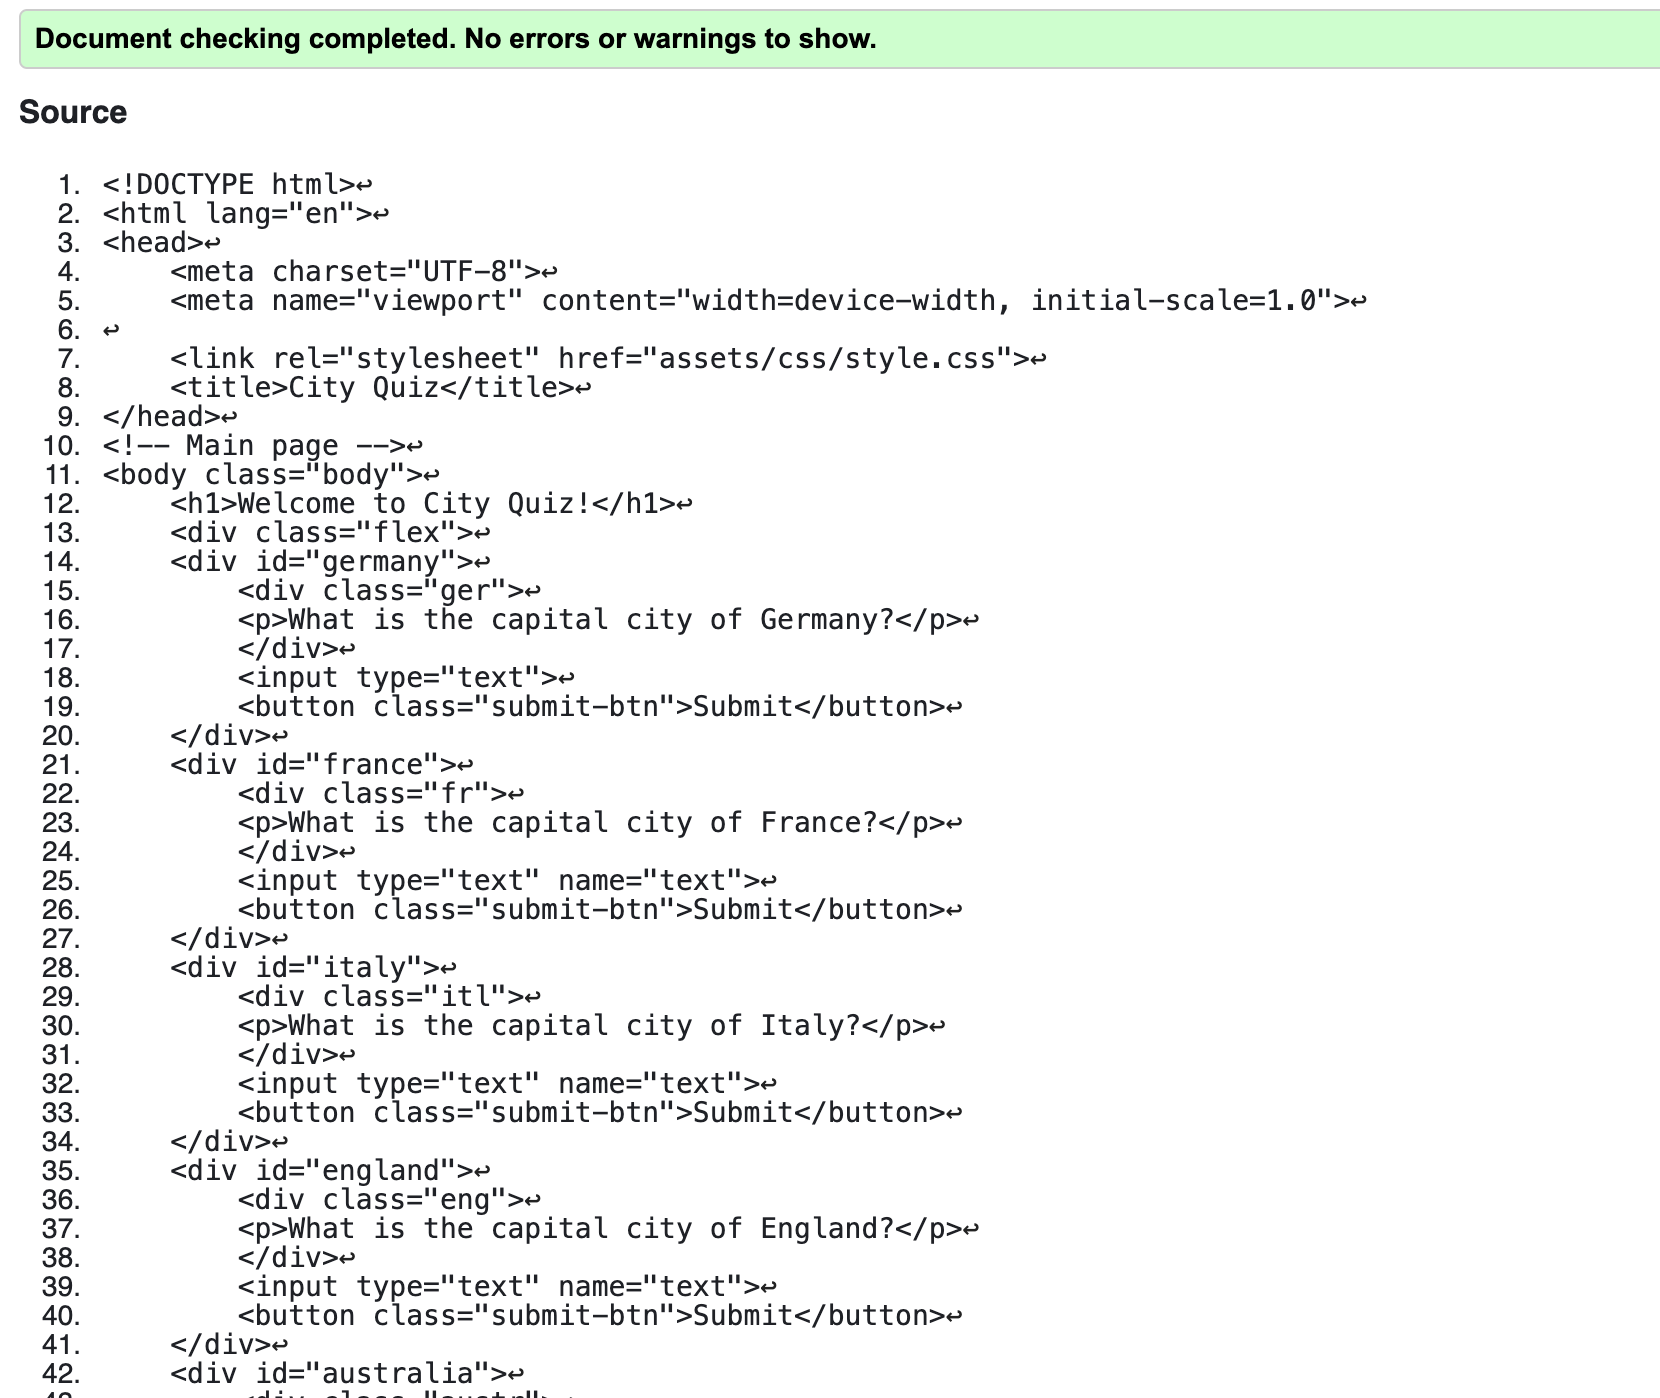 Document checking completed. No errors or warnings to show.
Source
1. <!DOCTYPE html>↩
2. <html lang="en">↩
3. <head>↩
4.     <meta charset="UTF-8">↩
5.     <meta name="viewport" content="width=device-width, initial-scale=1.0">↩
6. ↩
7.     <link rel="stylesheet" href="assets/css/style.css">↩
8.     <title>City Quiz</title>↩
9. </head>↩
10. <!-- Main page -->↩
11. <body class="body">↩
12.     <h1>Welcome to City Quiz!</h1>↩
13.     <div class="flex">↩
14.     <div id="germany">↩
15.         <div class="ger">↩
16.         <p>What is the capital city of Germany?</p>↩
17.         </div>↩
18.         <input type="text">↩
19.         <button class="submit-btn">Submit</button>↩
20.     </div>↩
21.     <div id="france">↩
22.         <div class="fr">↩
23.         <p>What is the capital city of France?</p>↩
24.         </div>↩
25.         <input type="text" name="text">↩
26.         <button class="submit-btn">Submit</button>↩
27.     </div>↩
28.     <div id="italy">↩
29.         <div class="itl">↩
30.         <p>What is the capital city of Italy?</p>↩
31.         </div>↩
32.         <input type="text" name="text">↩
33.         <button class="submit-btn">Submit</button>↩
34.     </div>↩
35.     <div id="england">↩
36.         <div class="eng">↩
37.         <p>What is the capital city of England?</p>↩
38.         </div>↩
39.         <input type="text" name="text">↩
40.         <button class="submit-btn">Submit</button>↩
41.     </div>↩
42.     <div id="australia">↩